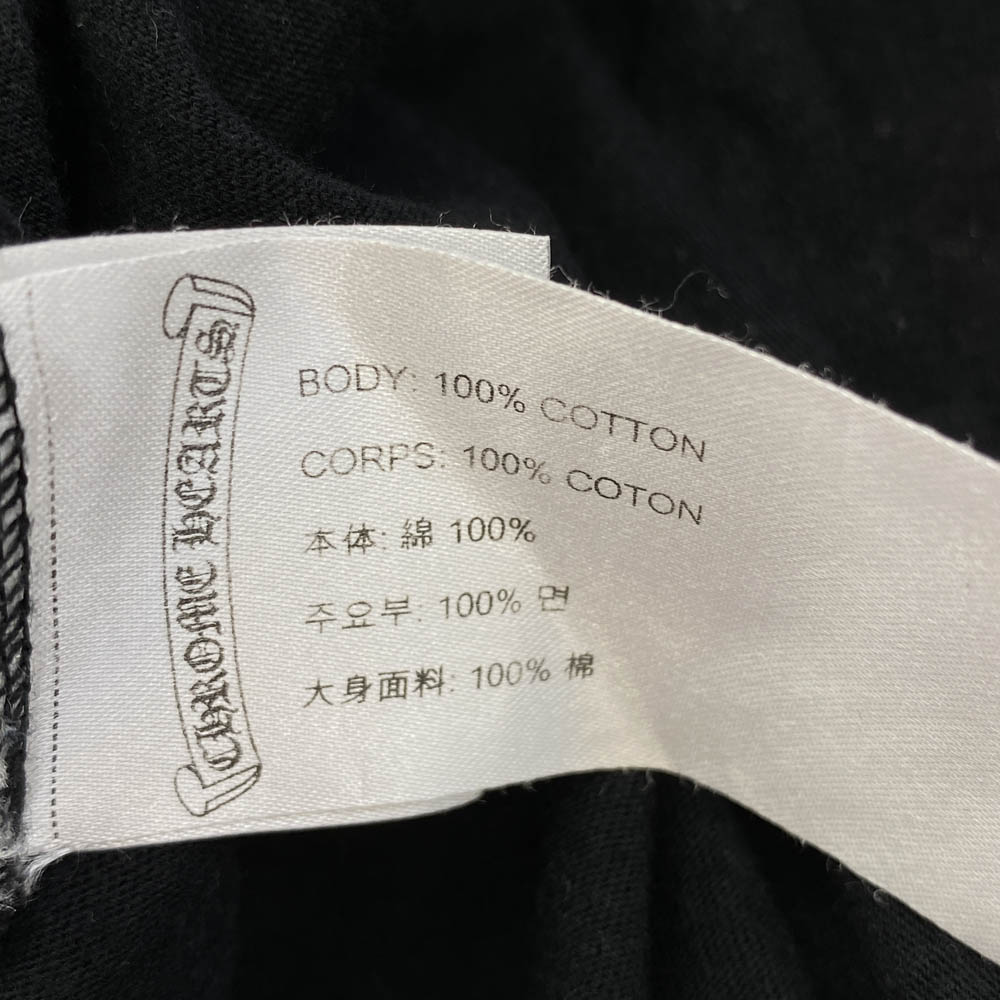 CHROME HEARTS
BODY: 100% COTTON
CORPS: 100% COTON
本体: 綿 100%
주요부: 100% 면
大身面料: 100% 棉